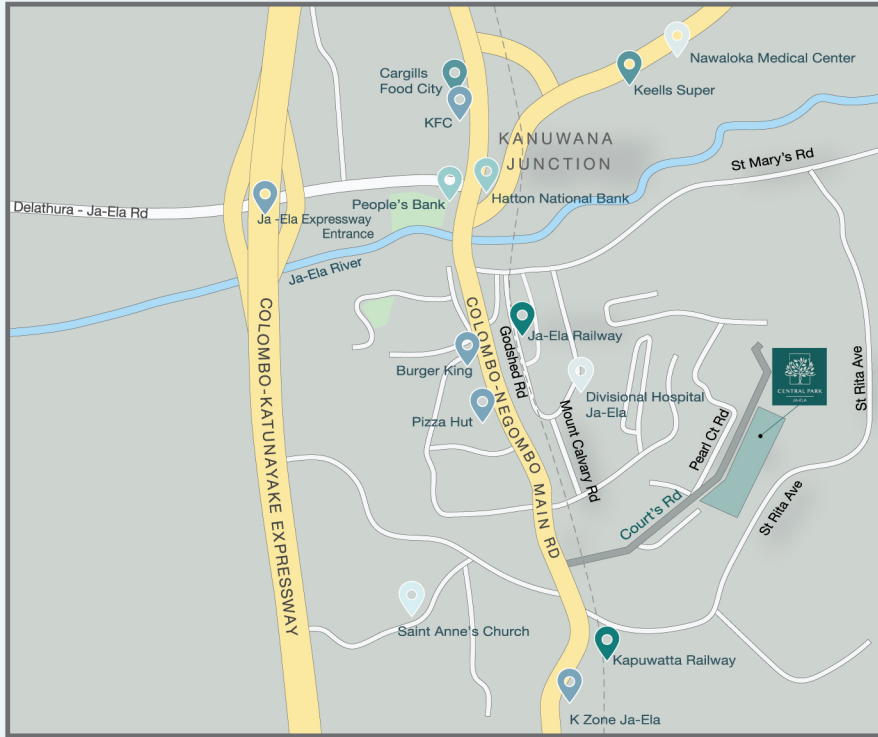 Nawaloka Medical Center
Cargills
Food City
Keells Super
KFC
KANUWANA
JUNCTION
St Mary's Rd
People's Bank
Hatton National Bank
Delathura - Ja-Ela Rd
Ja -Ela Expressway
Entrance
Ja-Ela River
COLOMBO-KATUNAYAKE EXPRESSWAY
COLOMBO-NEGOMBO MAIN RD
Godshed Rd
Ja-Ela Railway
Burger King
Divisional Hospital
Ja-Ela
Pizza Hut
Mount Calvary Rd
Pearl Ct Rd
CENTRAL PARK
JA-ELA
St Rita Ave
Court's Rd
St Rita Ave
Saint Anne's Church
Kapuwatta Railway
K Zone Ja-Ela